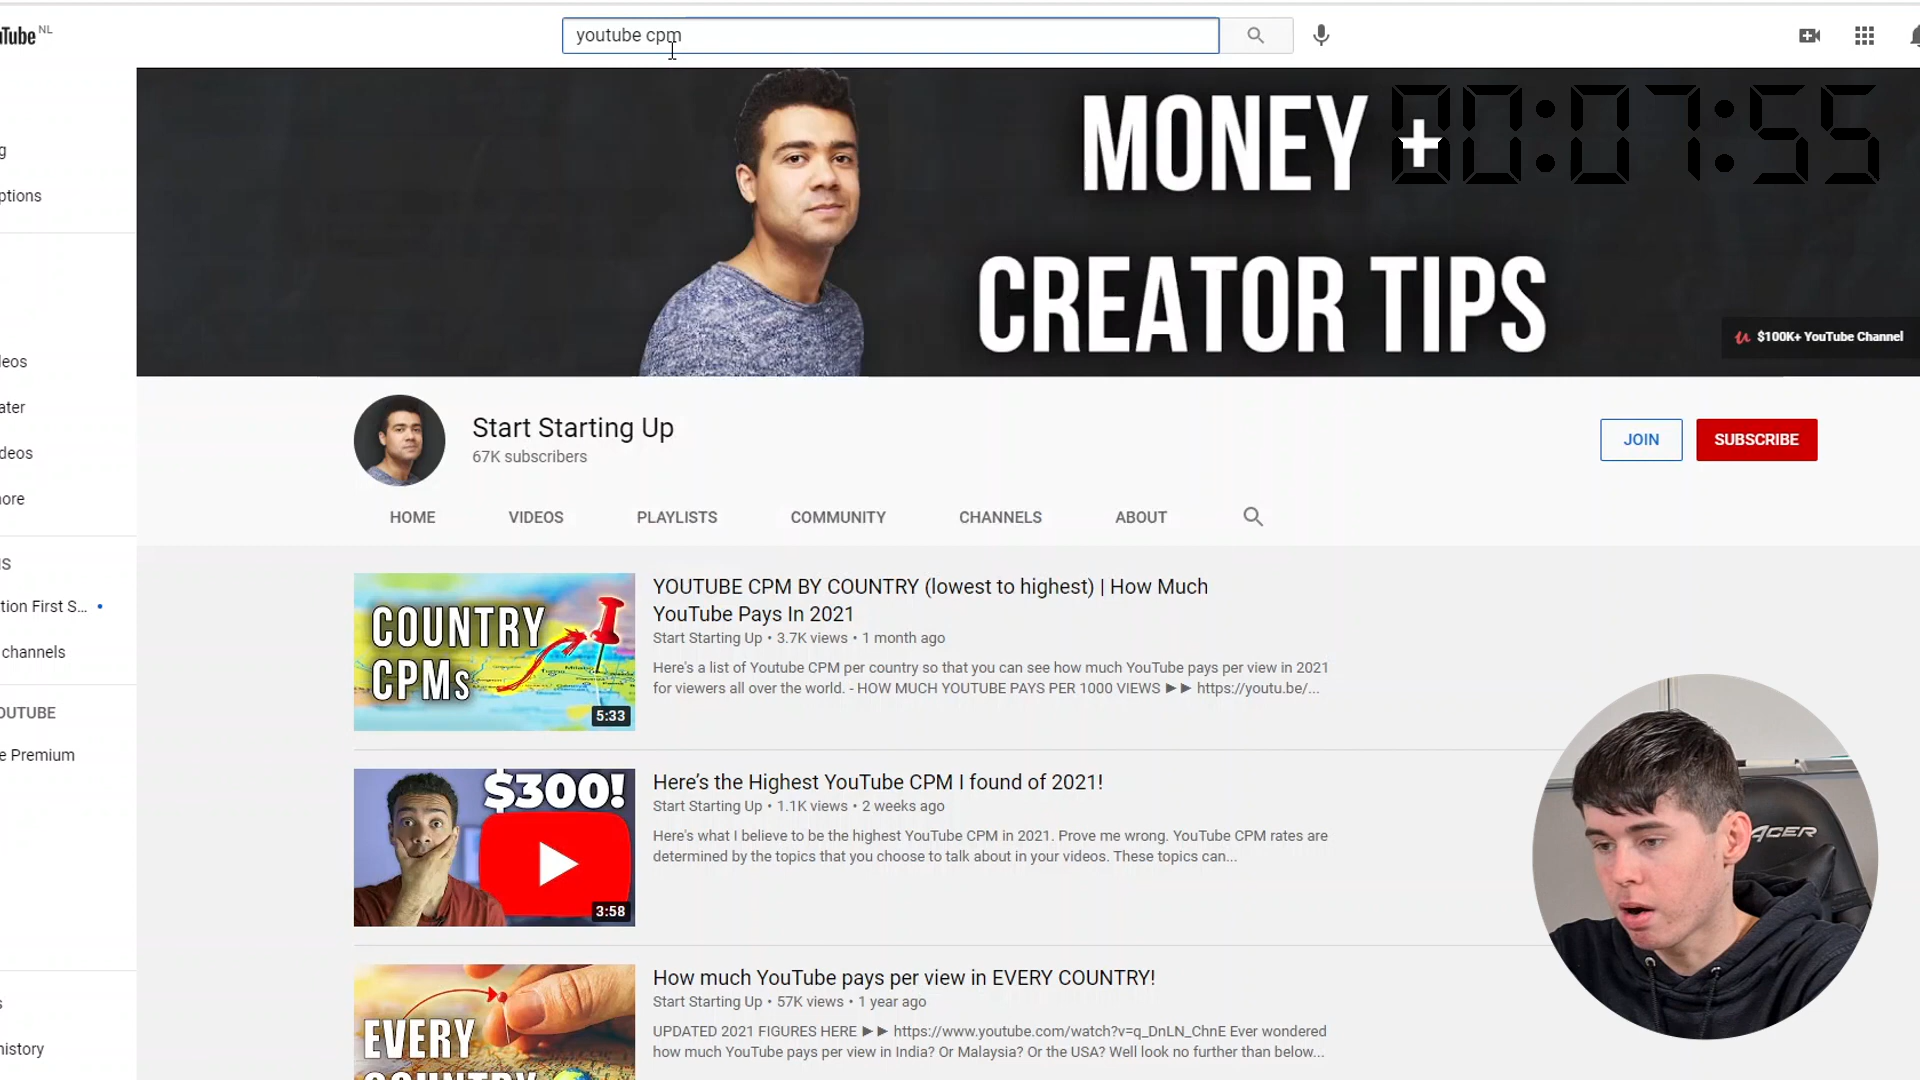 uTube NL
youtube cpm
MONEY +
00:07:55
CREATOR TIPS
$100K+ YouTube Channel
g
ptions
leos
ater
deos
ore
S
tion First S...
channels
OUTUBE
e Premium
s
history
Start Starting Up
67K subscribers
JOIN
SUBSCRIBE
HOME
VIDEOS
PLAYLISTS
COMMUNITY
CHANNELS
ABOUT
COUNTRY
CPMs
5:33
YOUTUBE CPM BY COUNTRY (lowest to highest) | How Much
YouTube Pays In 2021
Start Starting Up • 3.7K views • 1 month ago
Here's a list of Youtube CPM per country so that you can see how much YouTube pays per view in 2021
for viewers all over the world. - HOW MUCH YOUTUBE PAYS PER 1000 VIEWS ►► https://youtu.be/...
$300!
3:58
Here's the Highest YouTube CPM I found of 2021!
Start Starting Up • 1.1K views • 2 weeks ago
Here's what I believe to be the highest YouTube CPM in 2021. Prove me wrong. YouTube CPM rates are
determined by the topics that you choose to talk about in your videos. These topics can...
EVERY
COUNTRY
How much YouTube pays per view in EVERY COUNTRY!
Start Starting Up • 57K views • 1 year ago
UPDATED 2021 FIGURES HERE ►► https://www.youtube.com/watch?v=q_DnLN_ChnE Ever wondered
how much YouTube pays per view in India? Or Malaysia? Or the USA? Well look no further than below...
ACER